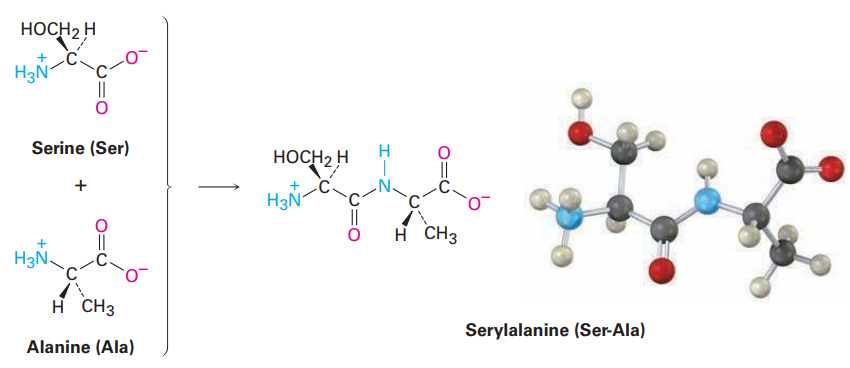 HOCH2 H
C
O−
+
H3N
C
O
Serine (Ser)
+
O
+
H3N
C
C
O−
H CH3
Alanine (Ala)
HOCH2 H
H
O
+
C
N
C
H3N
C
C
O−
O
H CH3
Serylalanine (Ser-Ala)